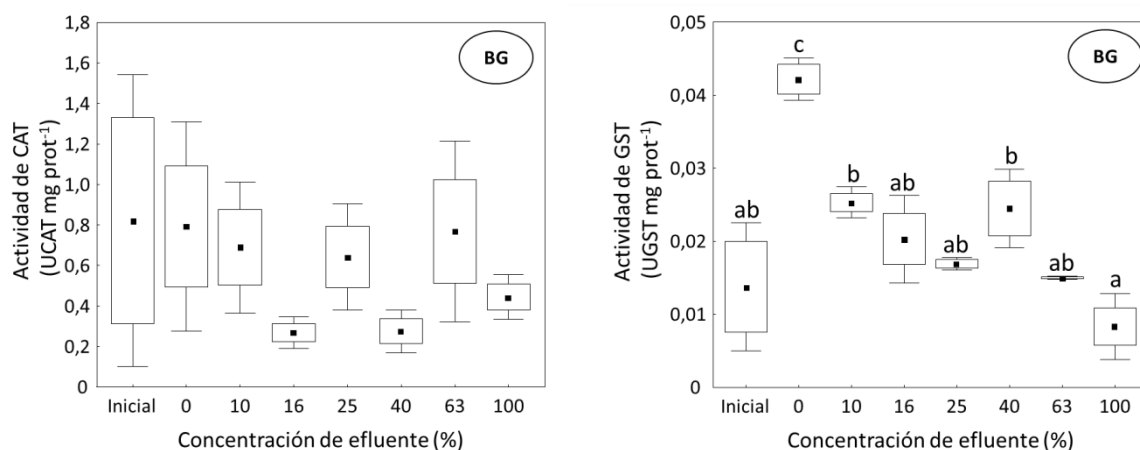 1,8
1,6
1,4
1,2
1,0
0,8
0,6
0,4
0,2
0
Actividad de CAT
(UCAT mg prot⁻¹)
BG
Inicial 0 10 16 25 40 63 100
Concentración de efluente (%)
0,05
0,04
0,03
0,02
0,01
0
Actividad de GST
(UGST mg prot⁻¹)
BG
ab c b ab ab b ab a
Inicial 0 10 16 25 40 63 100
Concentración de efluente (%)